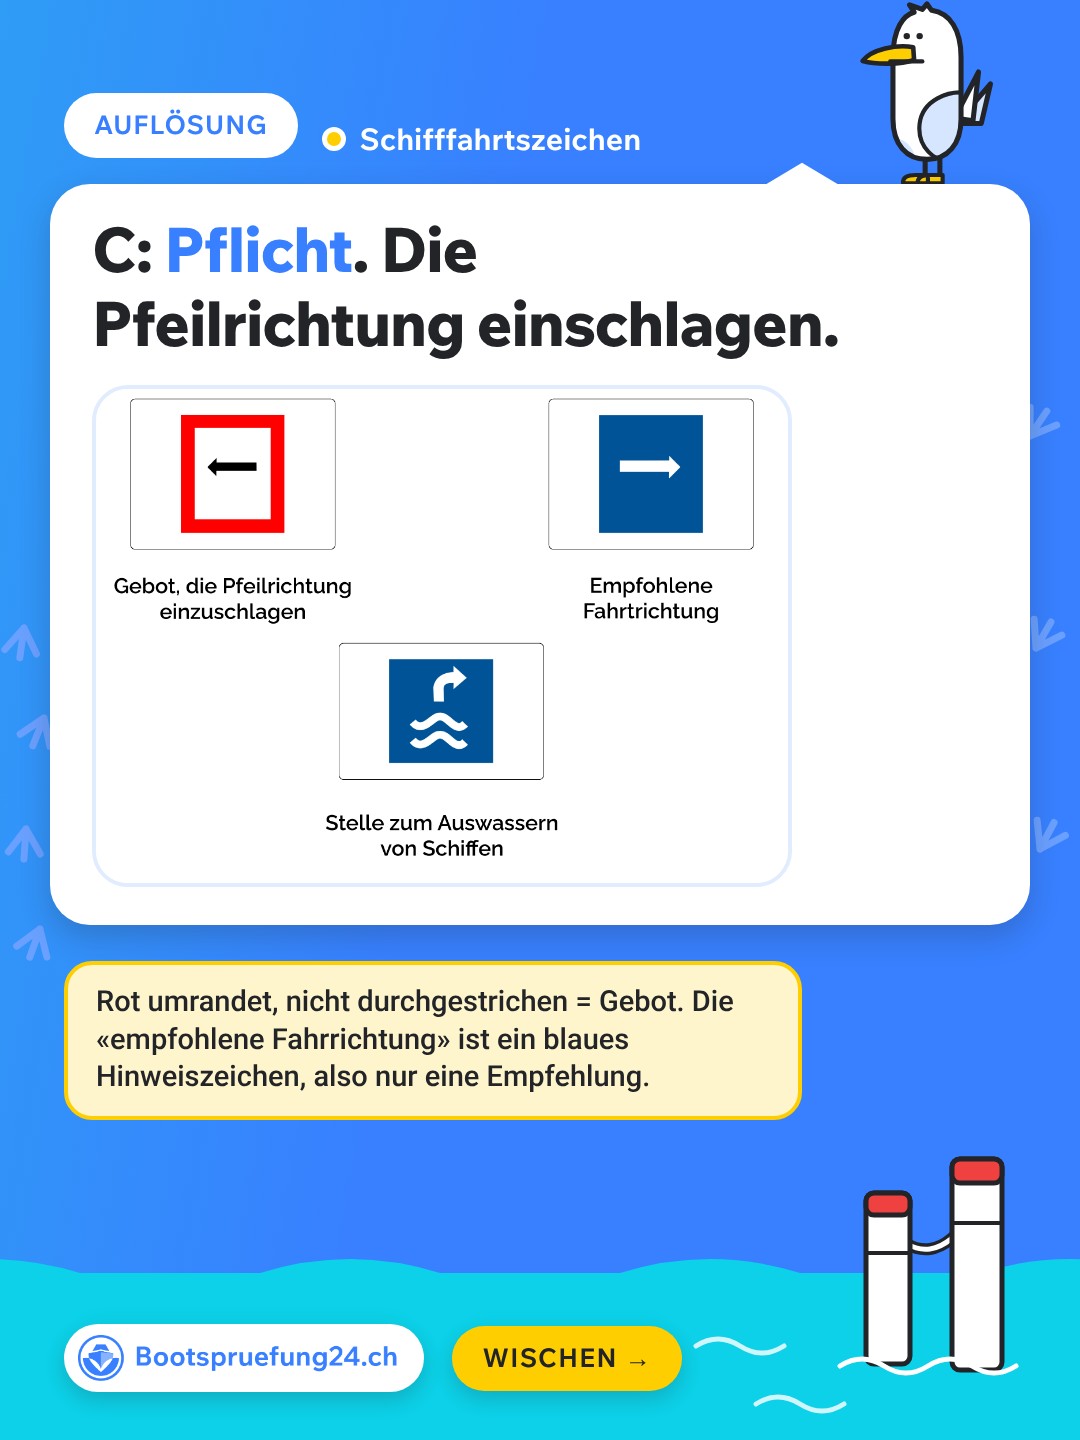 AUFLÖSUNG
Schifffahrtszeichen
C: Pflicht. Die
Pfeilrichtung einschlagen.
Gebot, die Pfeilrichtung
einzuschlagen
Empfohlene
Fahrtrichtung
Stelle zum Auswassern
von Schiffen
Rot umrandet, nicht durchgestrichen = Gebot. Die
«empfohlene Fahrrichtung» ist ein blaues
Hinweiszeichen, also nur eine Empfehlung.
Bootspruefung24.ch
WISCHEN →